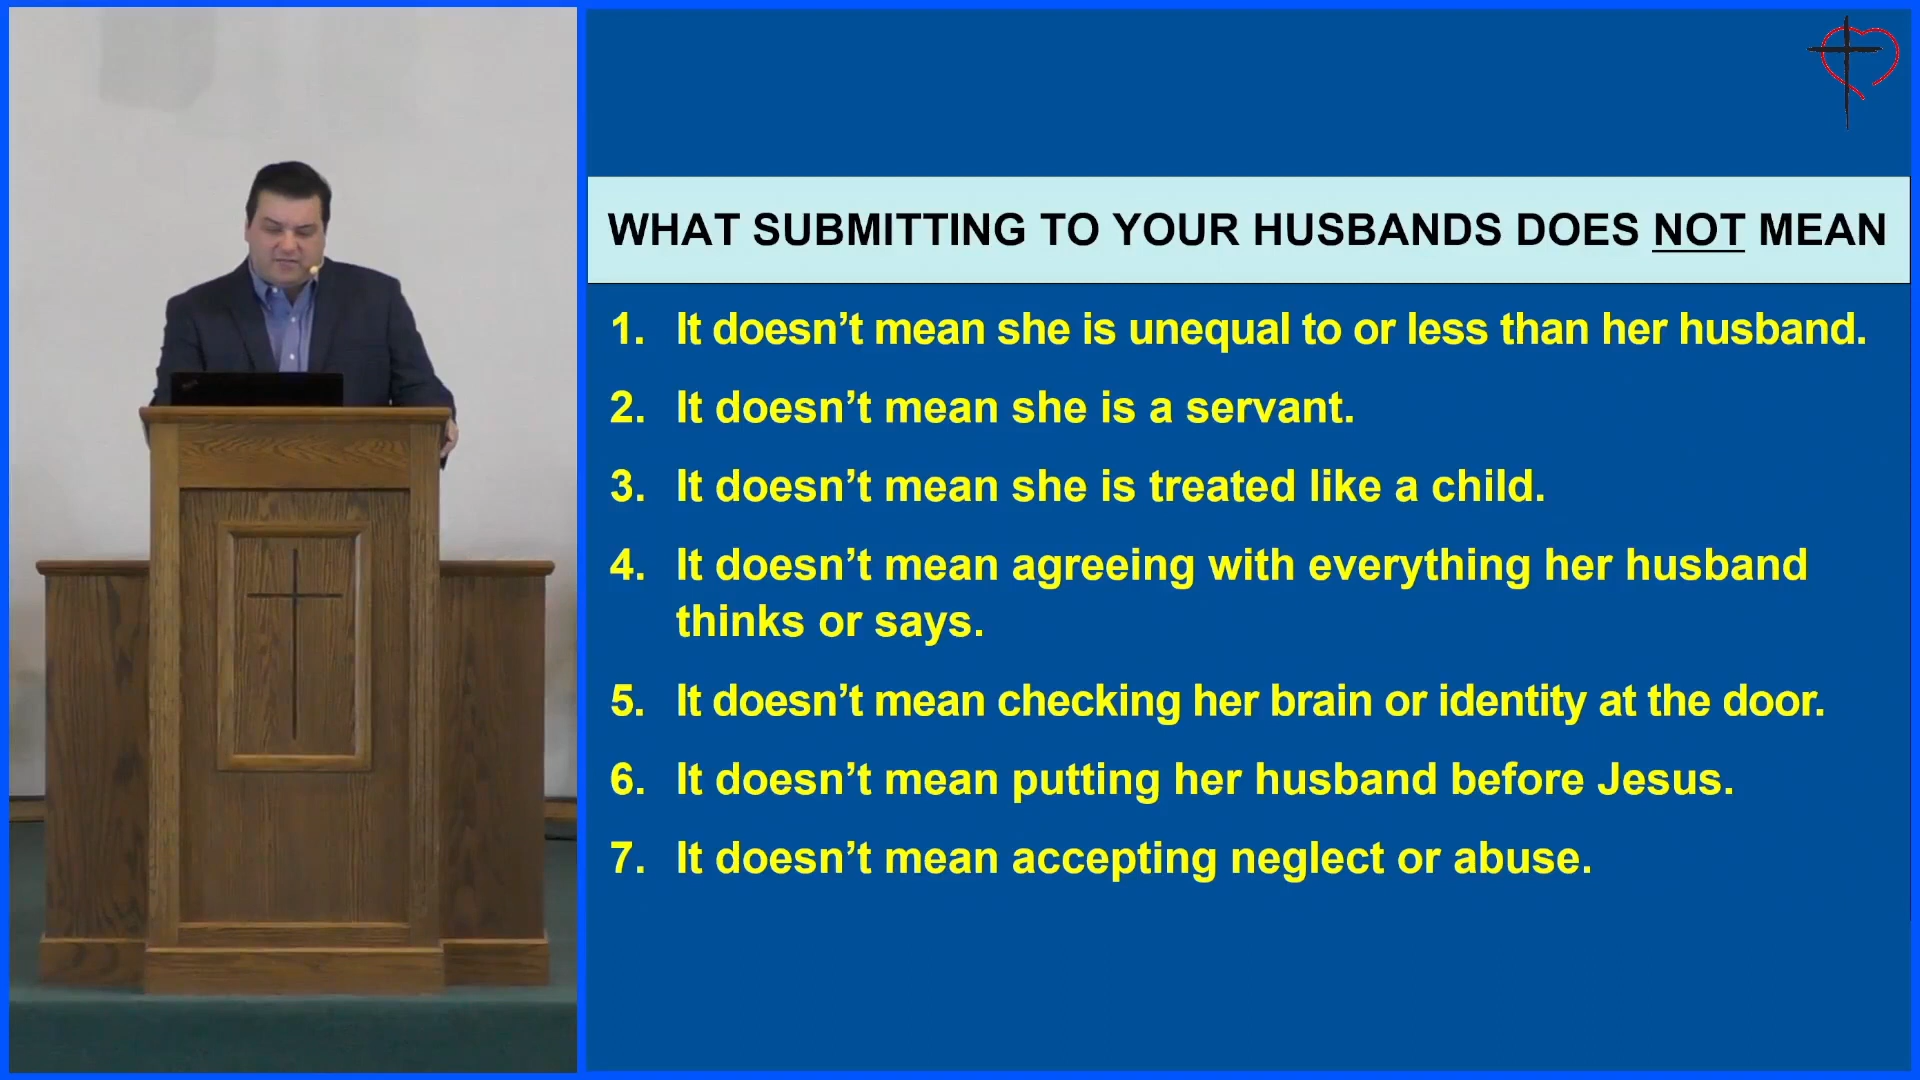 WHAT SUBMITTING TO YOUR HUSBANDS DOES NOT MEAN
1. It doesn’t mean she is unequal to or less than her husband.
2. It doesn’t mean she is a servant.
3. It doesn’t mean she is treated like a child.
4. It doesn’t mean agreeing with everything her husband
thinks or says.
5. It doesn’t mean checking her brain or identity at the door.
6. It doesn’t mean putting her husband before Jesus.
7. It doesn’t mean accepting neglect or abuse.